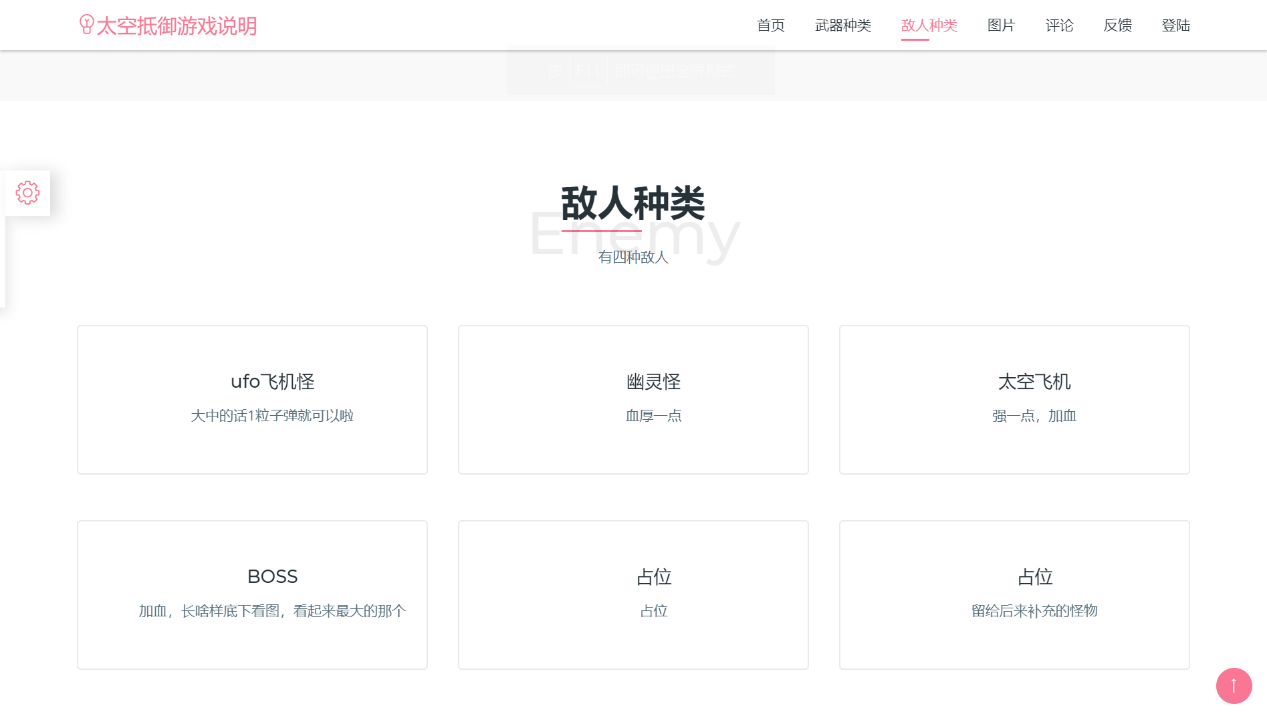 太空抵御游戏说明
首页 武器种类 敌人种类 图片 评论 反馈 登陆
敌人种类
Enemy
有四种敌人
ufo飞机怪 幽灵怪 太空飞机
大中的话1粒子弹就可以啦 血厚一点 强一点，加血
BOSS 占位 占位
加血，长啥样底下看图，看起来最大的那个 占位 留给后来补充的怪物
↑